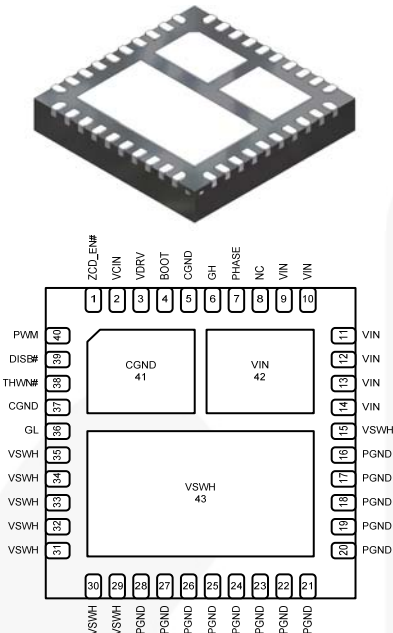 ZCD_EN#
VCIN
VDRV
BOOT
CGND
GH
PHASE
NC
VIN
VIN
1 2 3 4 5 6 7 8 9 10
PWM 40
DISB# 39
THWN# 38
CGND 37
GL 36
VSWH 35
VSWH 34
VSWH 33
VSWH 32
VSWH 31
CGND
41
VIN
42
VSWH
43
11 VIN
12 VIN
13 VIN
14 VIN
15 VSWH
16 PGND
17 PGND
18 PGND
19 PGND
20 PGND
30 29 28 27 26 25 24 23 22 21
VSWH
VSWH
PGND
PGND
PGND
PGND
PGND
PGND
PGND
PGND